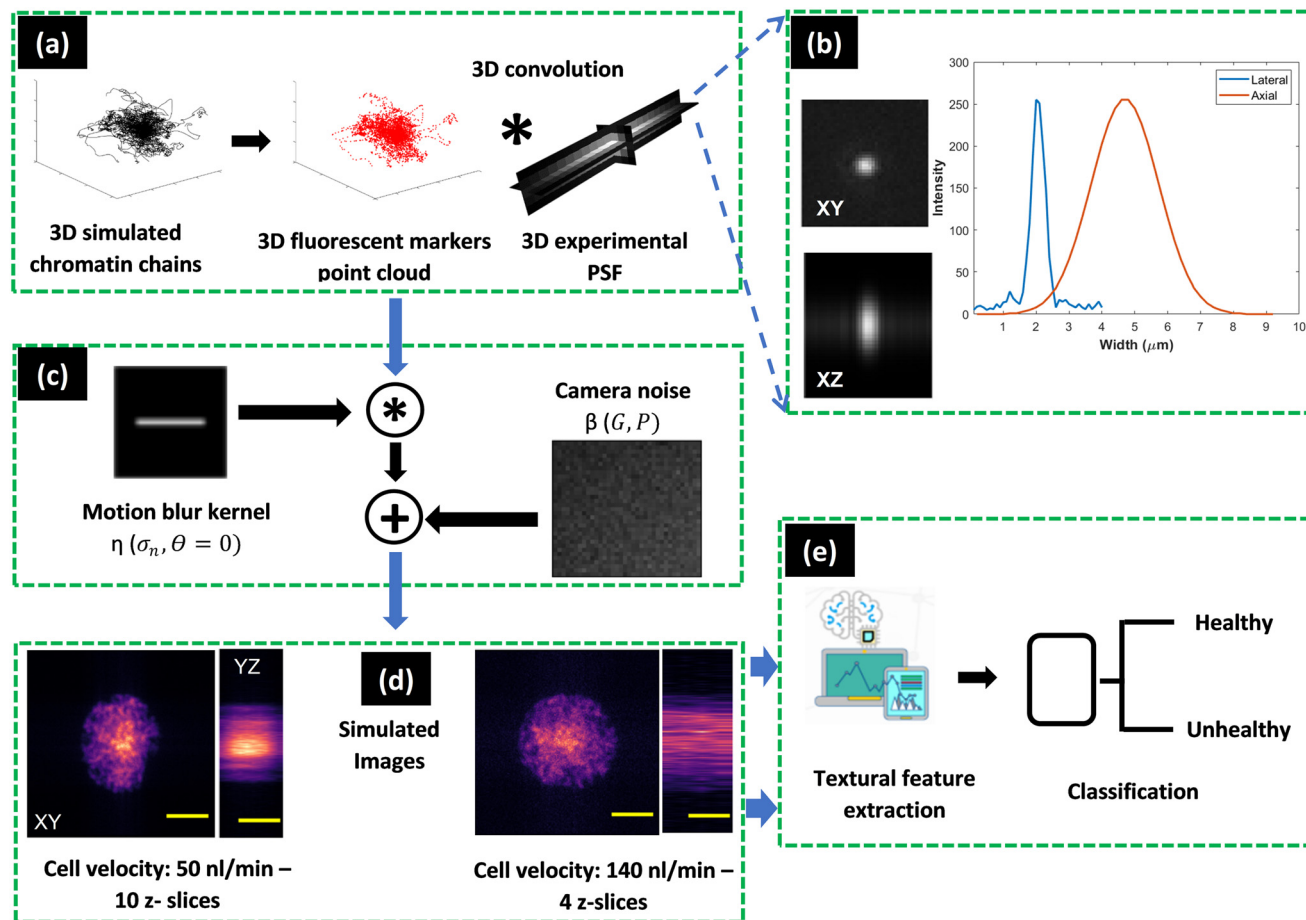 (a)
3D convolution
*
3D simulated
chromatin chains
3D fluorescent markers
point cloud
3D experimental
PSF
(b)
XY
XZ
Lateral
Axial
300
250
200
150
100
50
0
Intensity
1 2 3 4 5 6 7 8 9 10
Width (μm)
(c)
Motion blur kernel
η (σₙ, Θ = 0)
*
+
Camera noise
β (G, P)
(d)
Simulated
Images
XY
YZ
Cell velocity: 50 nl/min –
10 z- slices
Cell velocity: 140 nl/min –
4 z-slices
(e)
Textural feature
extraction
Classification
Healthy
Unhealthy